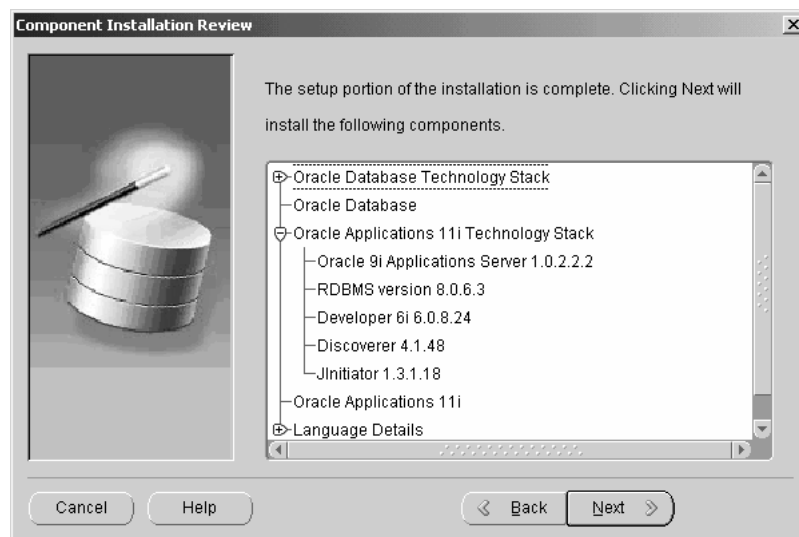 Component Installation Review
The setup portion of the installation is complete. Clicking Next will
install the following components.
Oracle Database Technology Stack
Oracle Database
Oracle Applications 11i Technology Stack
Oracle 9i Applications Server 1.0.2.2.2
RDBMS version 8.0.6.3
Developer 6i 6.0.8.24
Discoverer 4.1.48
JInitiator 1.3.1.18
Oracle Applications 11i
Language Details
Cancel Help Back Next